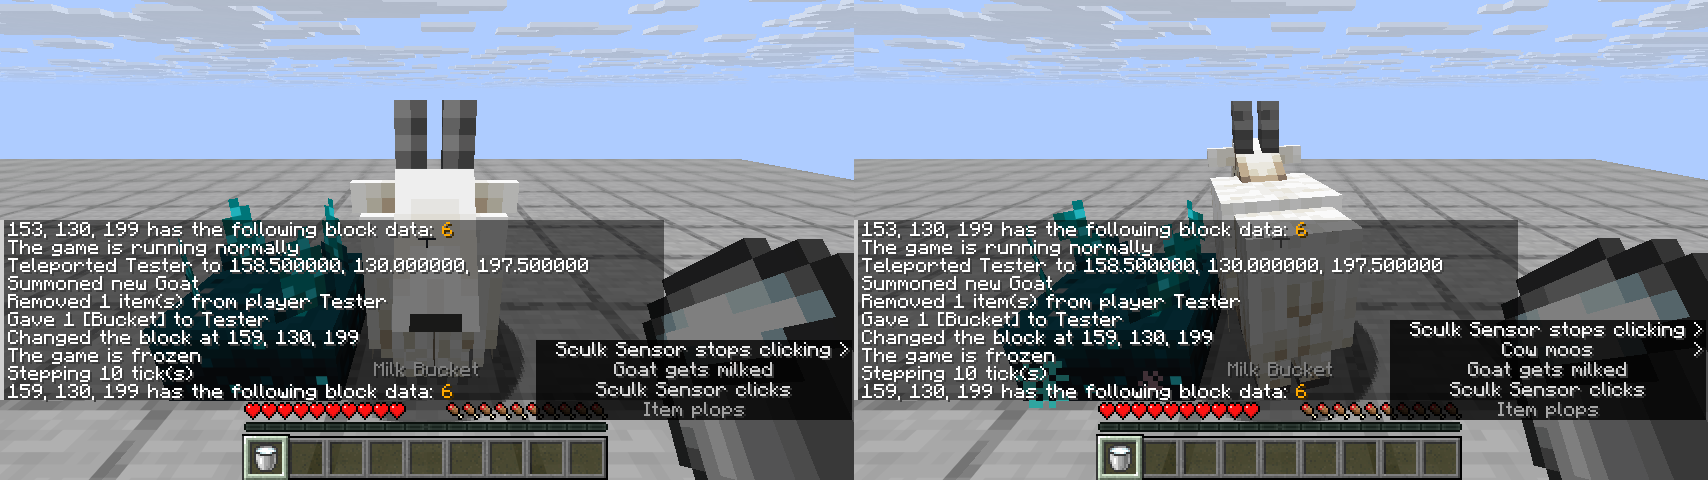 153, 130, 199 has the following block data: 6
The game is running normally
Teleported Tester to 158.500000, 130.000000, 197.500000
Summoned new Goat
Removed 1 item(s) from player Tester
Gave 1 [Bucket] to Tester
Changed the block at 159, 130, 199
The game is frozen
Stepping 10 tick(s)
159, 130, 199 has the following block data: 6
Milk Bucket
Sculk Sensor stops clicking >
Goat gets milked
Sculk Sensor clicks
Item plops
153, 130, 199 has the following block data: 6
The game is running normally
Teleported Tester to 158.500000, 130.000000, 197.500000
Summoned new Goat
Removed 1 item(s) from player Tester
Gave 1 [Bucket] to Tester
Changed the block at 159, 130, 199
The game is frozen
Stepping 10 tick(s)
159, 130, 199 has the following block data: 6
Milk Bucket
Sculk Sensor stops clicking >
Cow moos >
Goat gets milked
Sculk Sensor clicks
Item plops